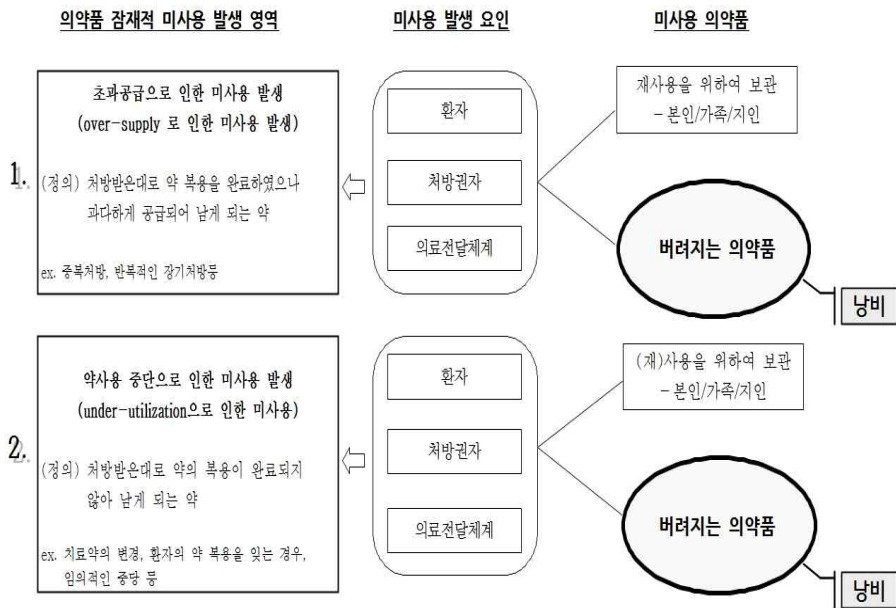 의약품 잠재적 미사용 발생 영역
미사용 발생 요인
미사용 의약품
1.
초과공급으로 인한 미사용 발생
(over-supply 로 인한 미사용 발생)
(정의) 처방받은대로 약 복용을 완료하였으나
과다하게 공급되어 남게 되는 약
ex. 중복처방, 반복적인 장기처방등
환자
처방권자
의료전달체계
재사용을 위하여 보관
- 본인/가족/지인
버려지는 의약품
낭비
2.
약사용 중단으로 인한 미사용 발생
(under-utilization으로 인한 미사용)
(정의) 처방받은대로 약의 복용이 완료되지
않아 남게 되는 약
ex. 치료약의 변경, 환자의 약 복용을 잊는 경우,
임의적인 중당 등
환자
처방권자
의료전달체계
(재)사용을 위하여 보관
- 본인/가족/지인
버려지는 의약품
낭비